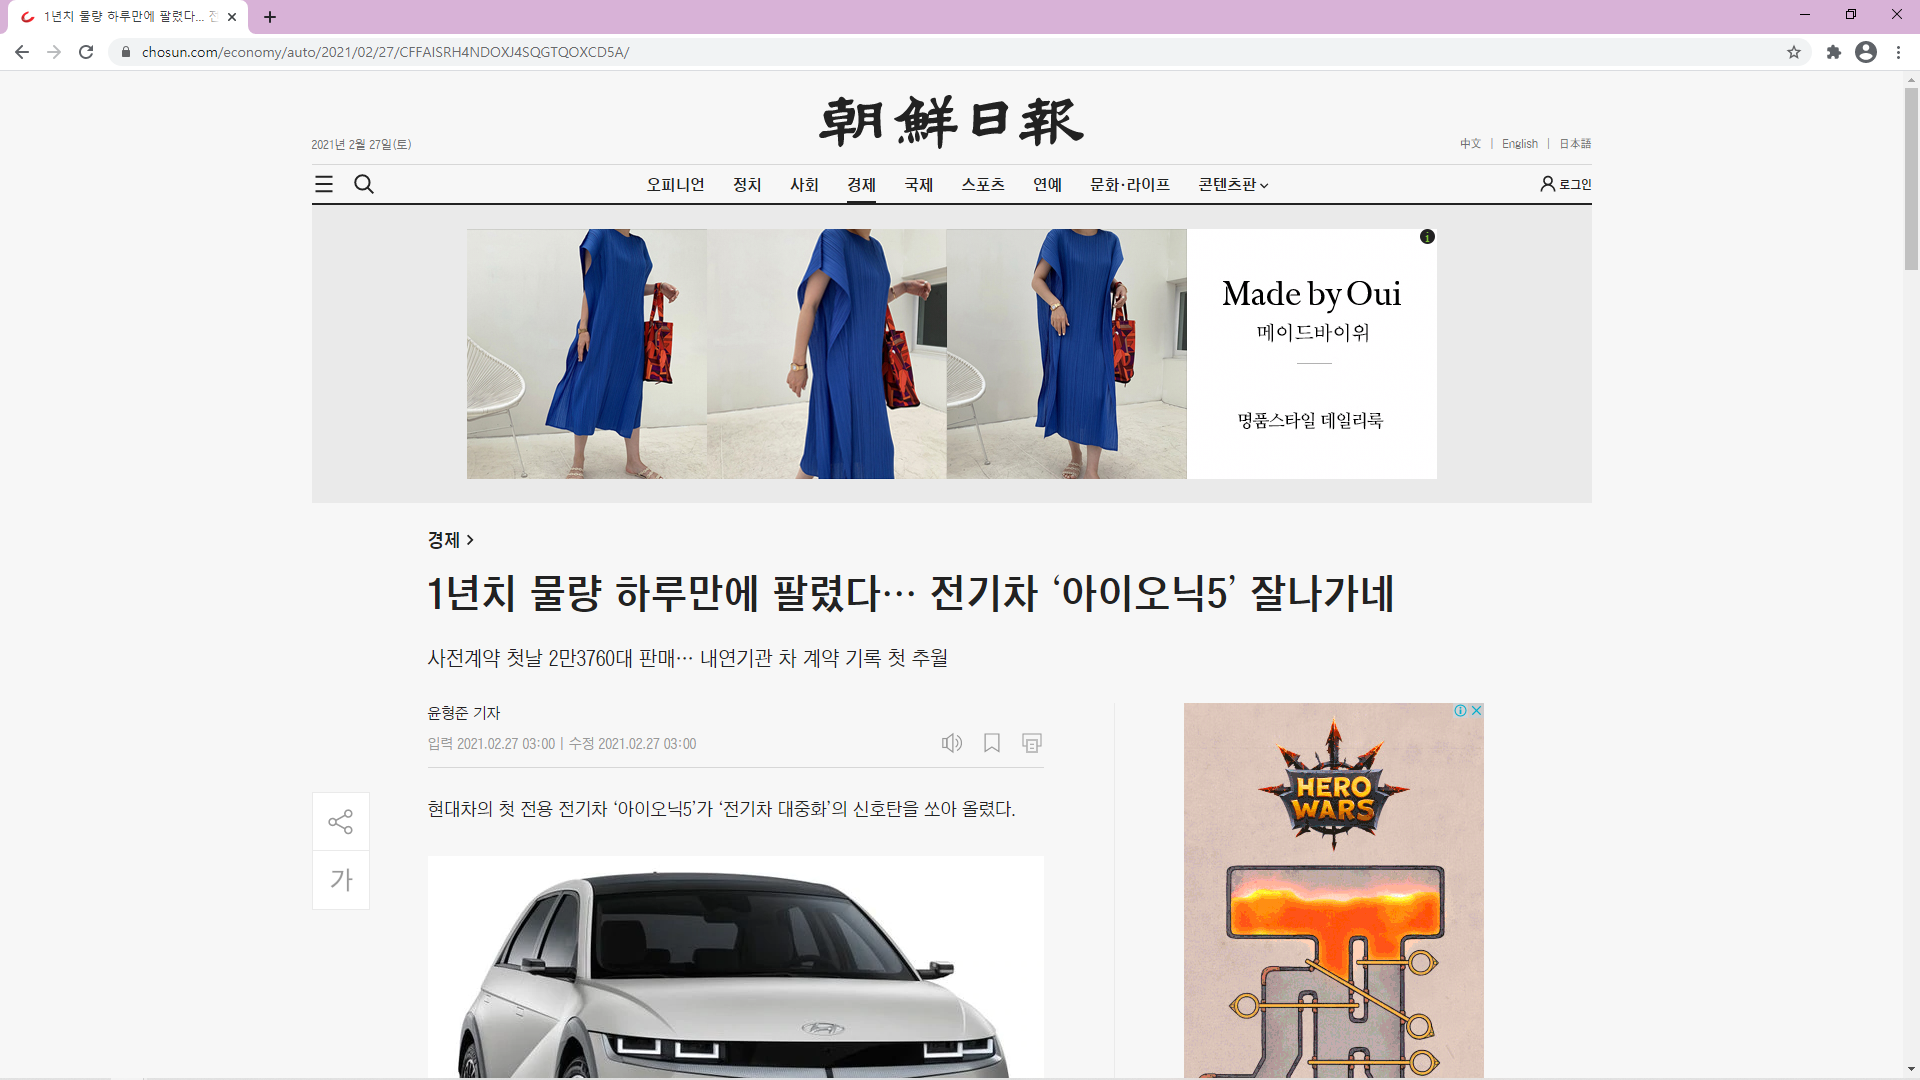 1년치 물량 하루만에 팔렸다... 전
chosun.com/economy/auto/2021/02/27/CFFAISRH4NDOXJ4SQGTQOXCD5A/
朝鮮日報
2021년 2월 27일(토)
中文 | English | 日本語
오피니언 정치 사회 경제 국제 스포츠 연예 문화·라이프 콘텐츠판
로그인
Made by Oui
메이드바이위
명품스타일 데일리룩
경제 >
1년치 물량 하루만에 팔렸다… 전기차 ‘아이오닉5’ 잘나가네
사전계약 첫날 2만3760대 판매… 내연기관 차 계약 기록 첫 추월
윤형준 기자
입력 2021.02.27 03:00 | 수정 2021.02.27 03:00
가
현대차의 첫 전용 전기차 ‘아이오닉5’가 ‘전기차 대중화’의 신호탄을 쏘아 올렸다.
HERO
WARS